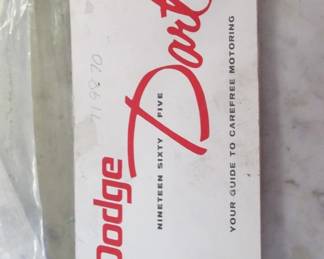 719870
Dodge
Dart
NINETEEN SIXTY FIVE
YOUR GUIDE TO CAREFREE MOTORING